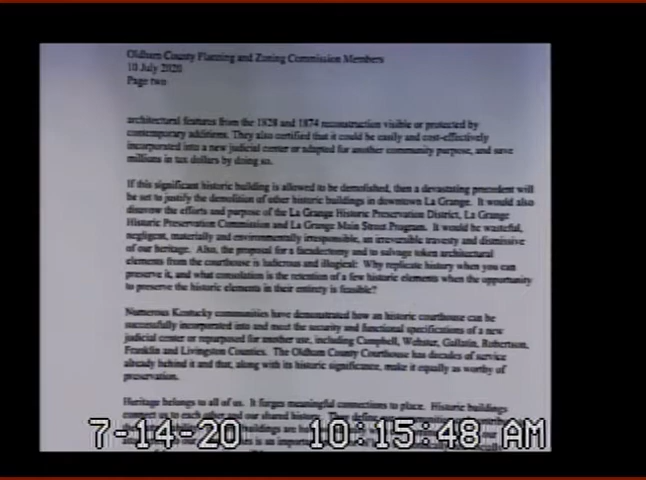 Oldham County Planning and Zoning Commission Members
10 July 2020
Page two
architectural features from the 1828 and 1874 reconstruction visible or protected by
contemporary additions. They also certified that it could be easily and cost-effectively
incorporated into a new judicial center or adapted for another community purpose, and save
millions in tax dollars by doing so.
If this significant historic building is allowed to be demolished, then a devastating precedent will
be set to justify the demolition of other historic buildings in downtown La Grange. It would also
disavow the efforts and purpose of the La Grange Historic Preservation District, La Grange
Historic Preservation Commission and La Grange Main Street Program. It would be wasteful,
negligent, materially and environmentally irresponsible, an irreversible travesty and dismissive
of our heritage. Also, the proposal for a and to salvage token architectural
elements from the courthouse is ludicrous and illogical: Why replicate history when you can
preserve it, and what consolation is the retention of a few historic elements when the opportunity
to preserve the historic elements in their entirety is feasible?
Numerous Kentucky communities have demonstrated how an historic courthouse can be
successfully incorporated into and meet the security and functional specifications of a new
judicial center or repurposed for another use, including Campbell, Webster, Gallatin, Robertson,
Franklin and Livingston Counties. The Oldham County Courthouse has decades of service
already behind it and that, along with its historic significance, make it equally as worthy of
preservation.
Heritage belongs to all of us. It forges meaningful connections to place. Historic buildings
connect us to each other and our shared history. They define
7-14-20 10:15:48 AM